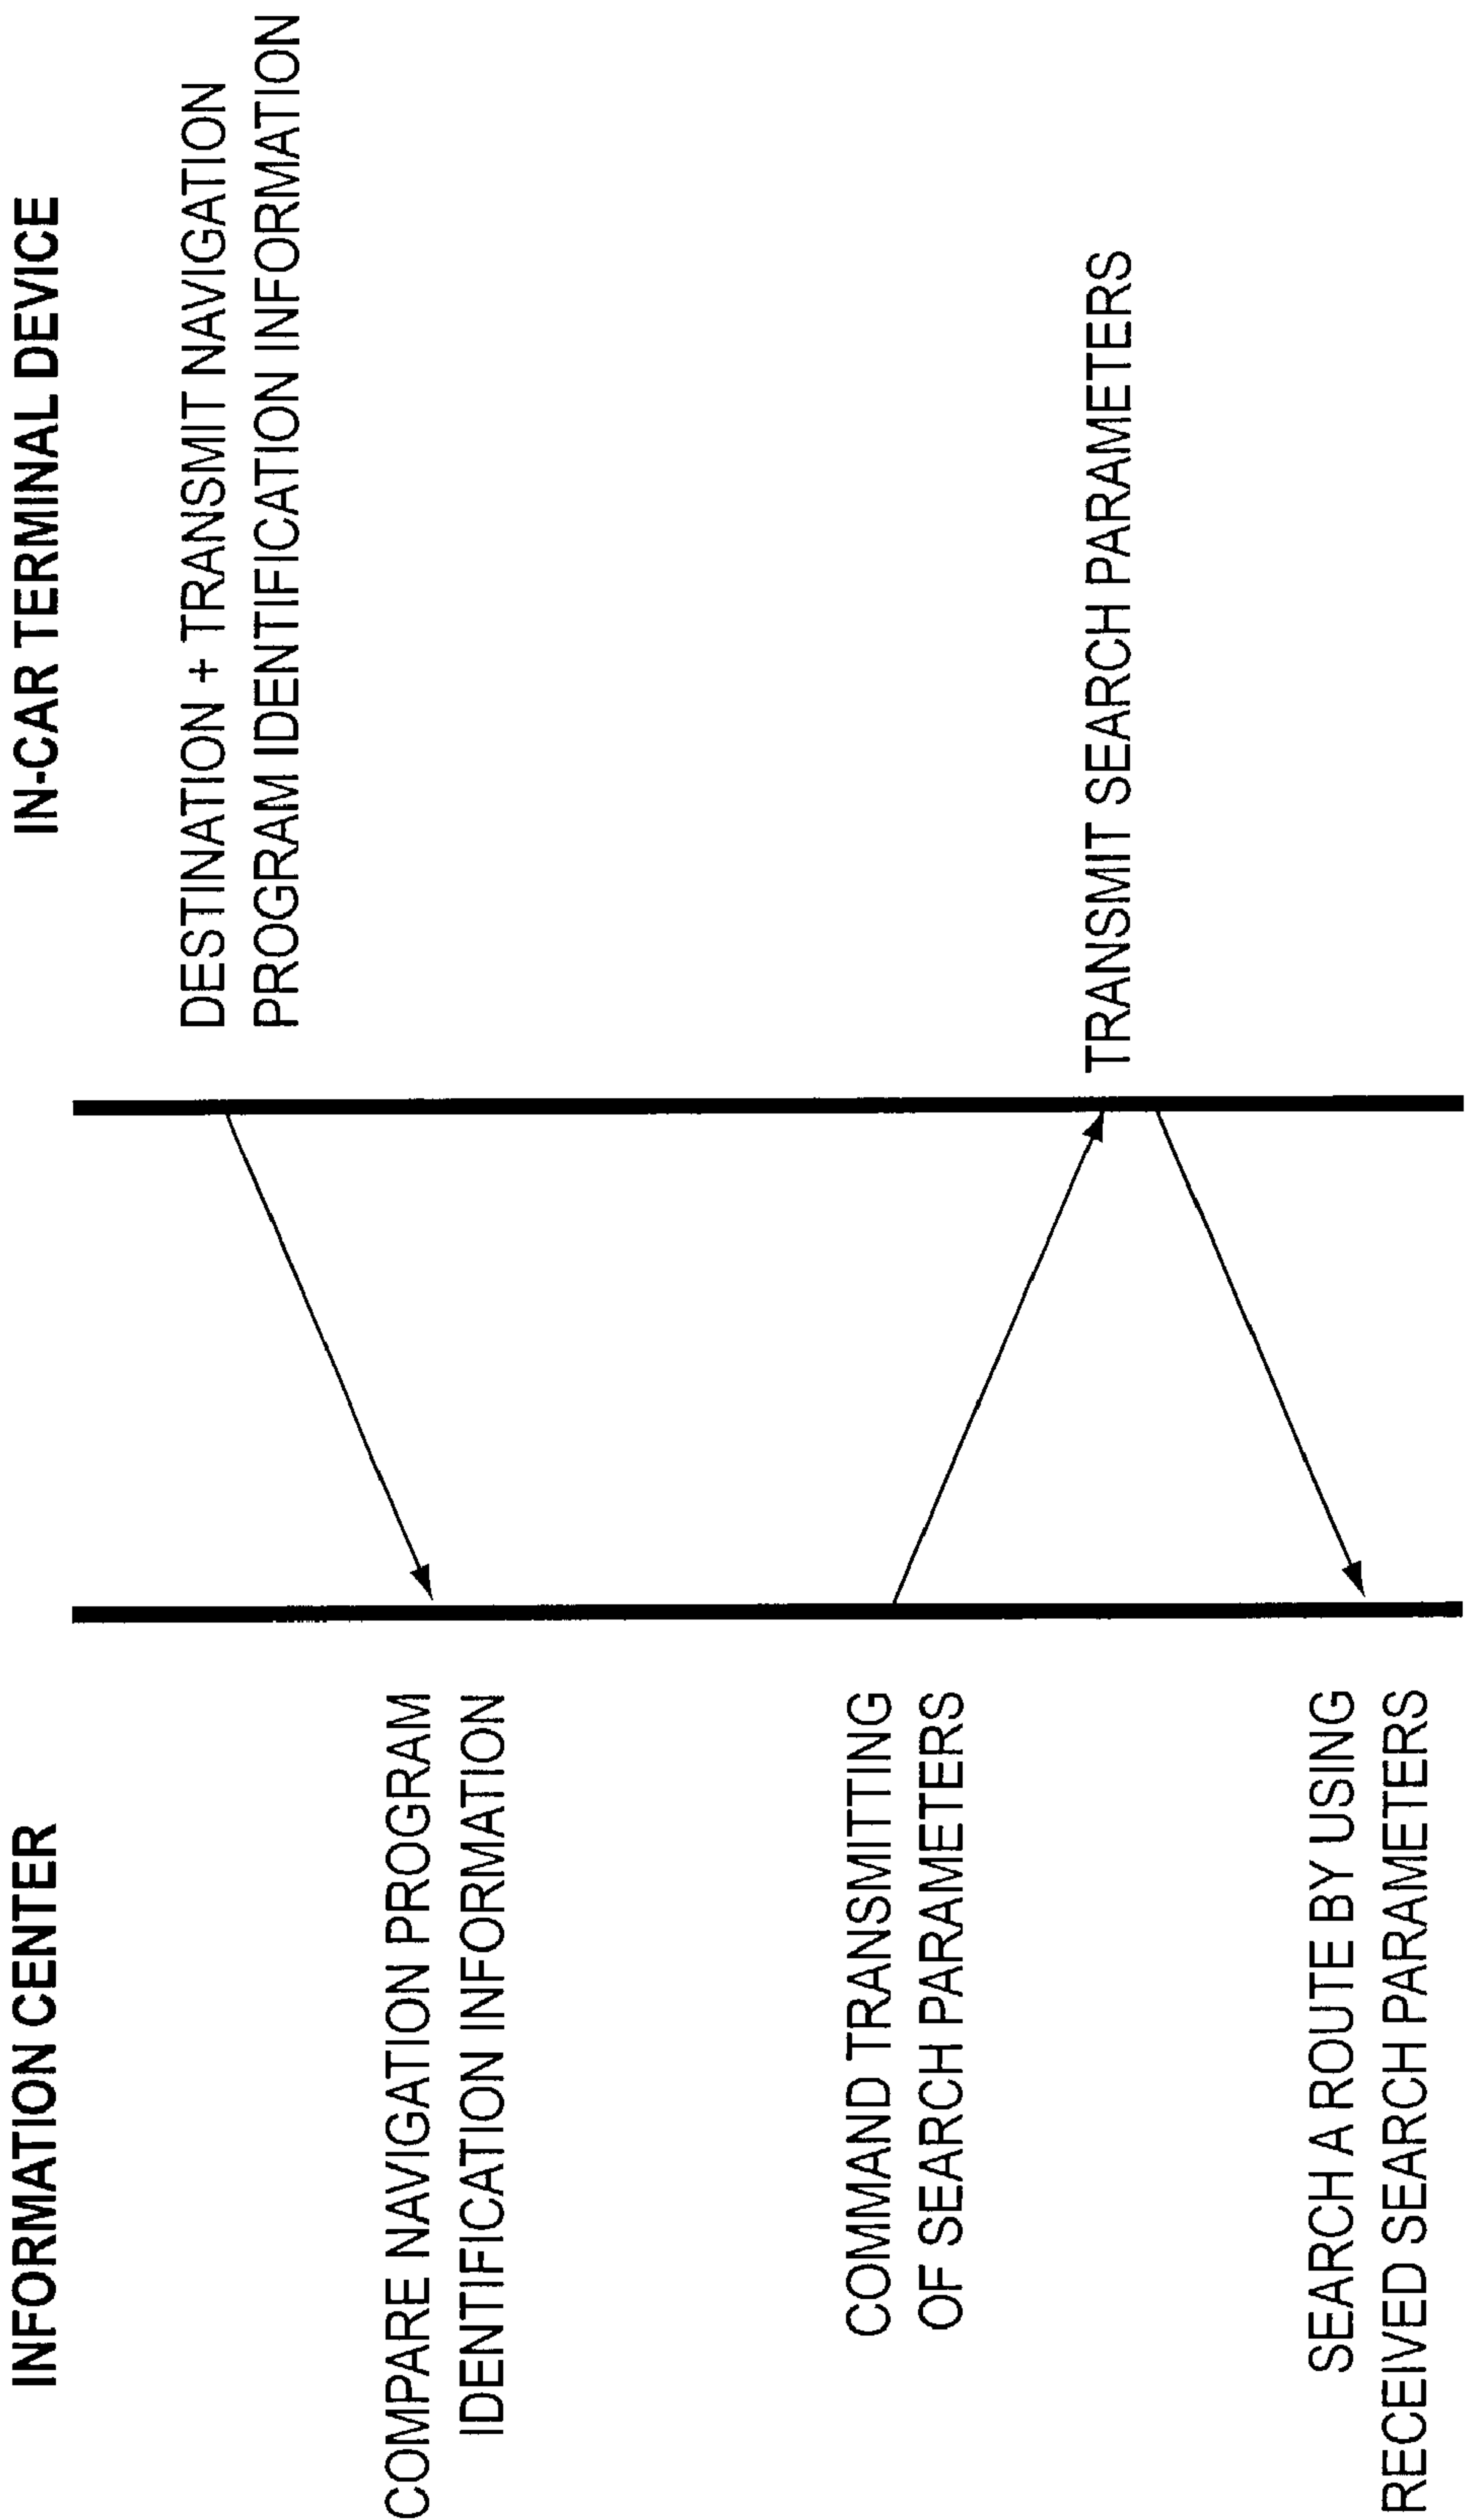 INFORMATION CENTER
IN-CAR TERMINAL DEVICE
DESTINATION + TRANSMIT NAVIGATION
PROGRAM IDENTIFICATION INFORMATION
COMPARE NAVIGATION PROGRAM
IDENTIFICATION INFORMATION
COMMAND TRANSMITTING
OF SEARCH PARAMETERS
TRANSMIT SEARCH PARAMETERS
SEARCH A ROUTE BY USING
RECEIVED SEARCH PARAMETERS